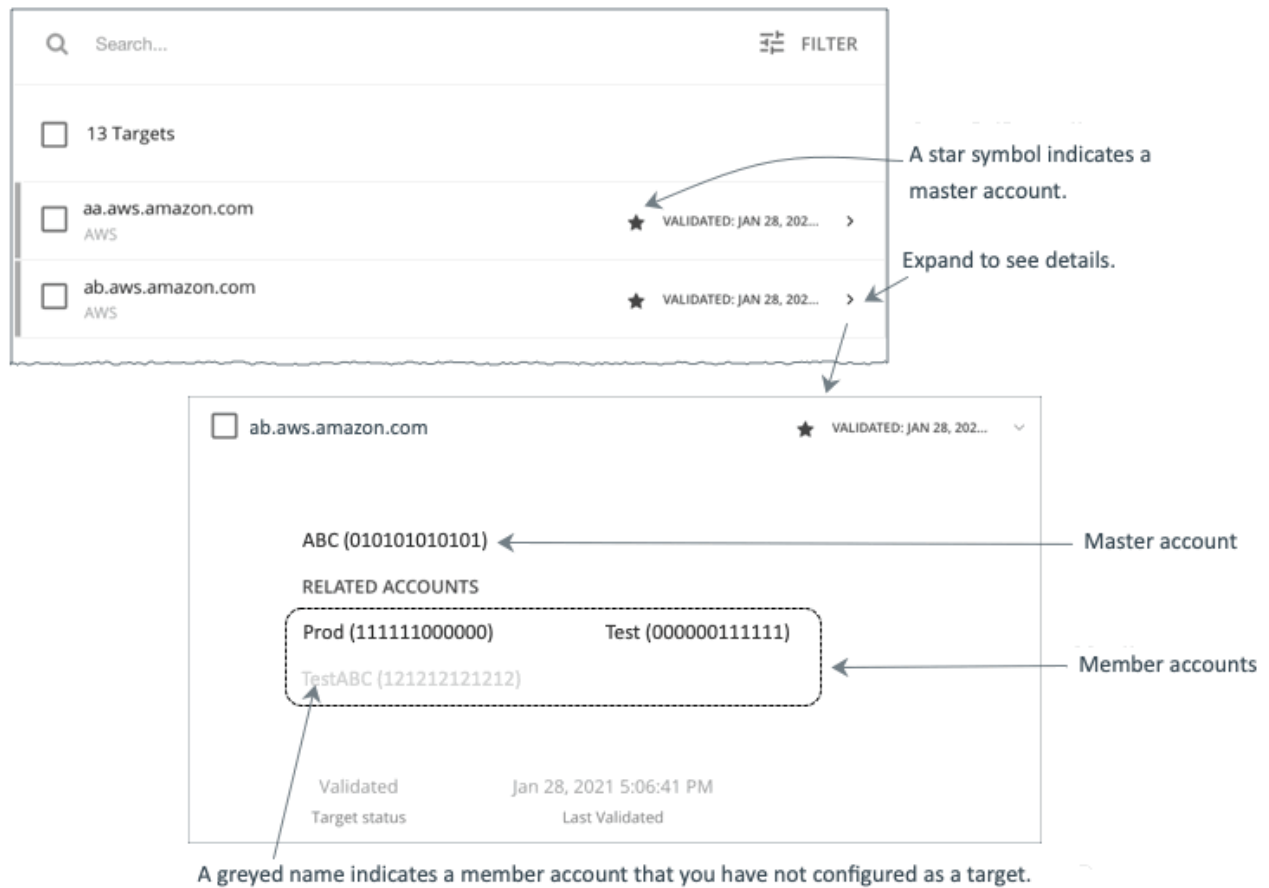 Search...
FILTER
13 Targets
A star symbol indicates a
master account.
aa.aws.amazon.com
AWS
VALIDATED: JAN 28, 202...
Expand to see details.
ab.aws.amazon.com
AWS
VALIDATED: JAN 28, 202...
ab.aws.amazon.com
VALIDATED: JAN 28, 202...
ABC (010101010101)
Master account
RELATED ACCOUNTS
Prod (111111000000)
Test (000000111111)
Member accounts
TestABC (121212121212)
Validated
Jan 28, 2021 5:06:41 PM
Target status
Last Validated
A greyed name indicates a member account that you have not configured as a target.